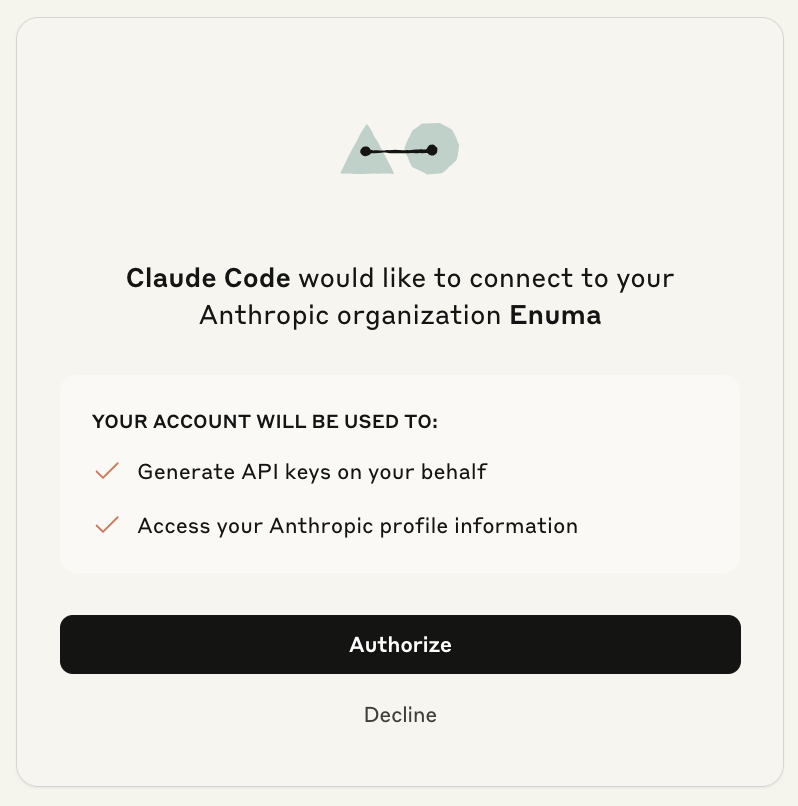 Claude Code would like to connect to your
Anthropic organization Enuma
YOUR ACCOUNT WILL BE USED TO:
Generate API keys on your behalf
Access your Anthropic profile information
Authorize
Decline